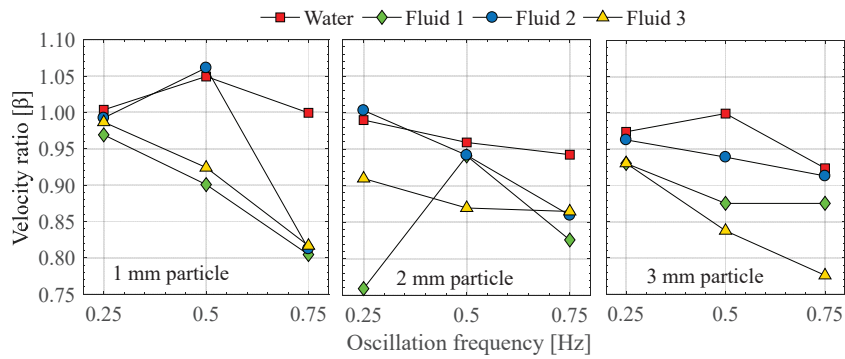 Water Fluid 1 Fluid 2 Fluid 3
1.10
1.05
1.00
0.95
0.90
0.85
0.80
0.75
Velocity ratio [β]
1 mm particle
2 mm particle
3 mm particle
0.25 0.5 0.75 0.25 0.5 0.75 0.25 0.5 0.75
Oscillation frequency [Hz]